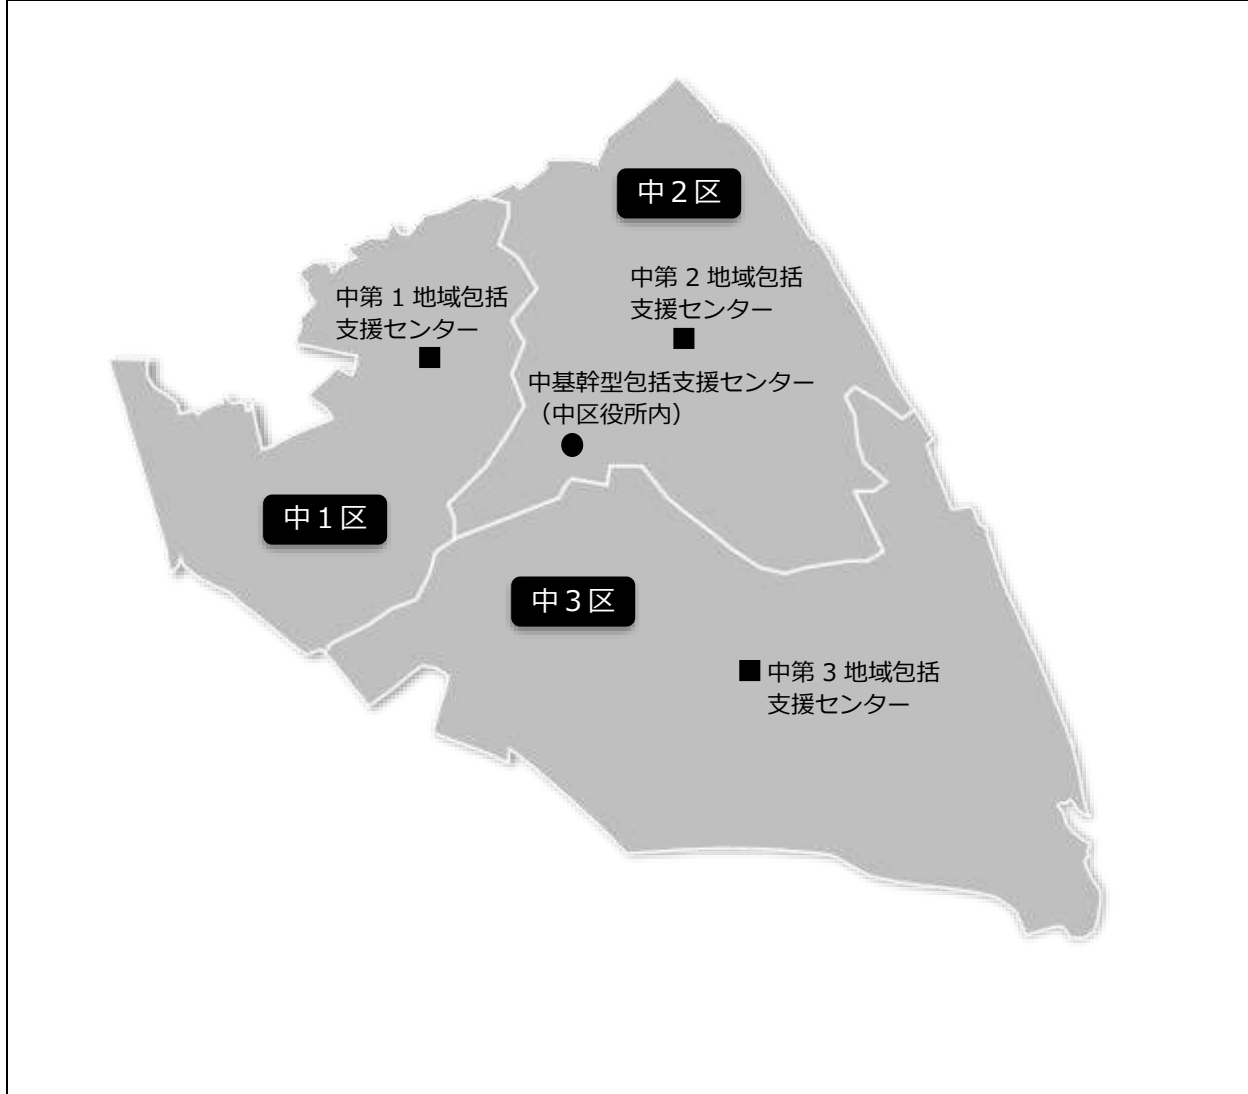 中２区
中第 2 地域包括
支援センター
中第 1 地域包括
支援センター
中基幹型包括支援センター
（中区役所内）
中１区
中３区
中第 3 地域包括
支援センター